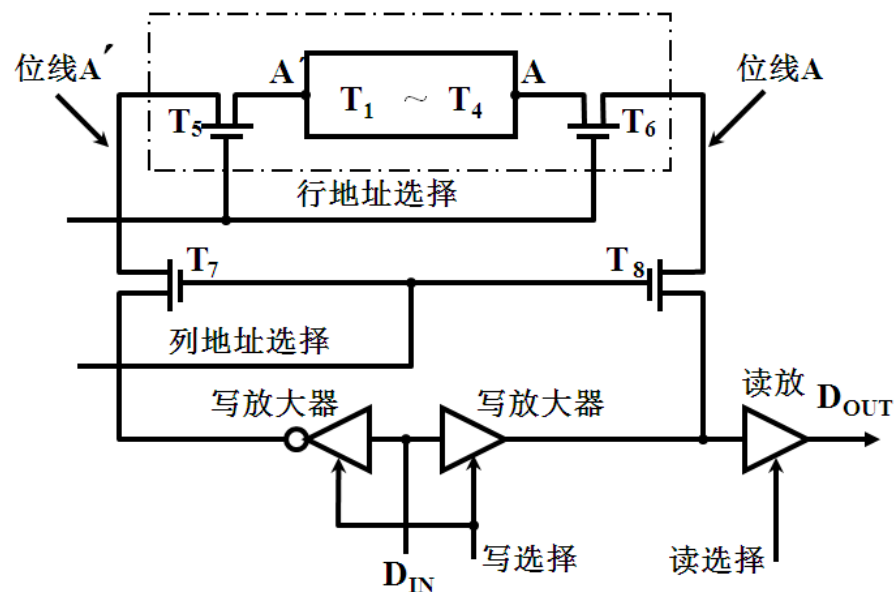 位线A′
A′
A
位线A
T1 ~ T4
T5
T6
行地址选择
T7
T8
列地址选择
写放大器
写放大器
读放
DOUT
DIN
写选择
读选择